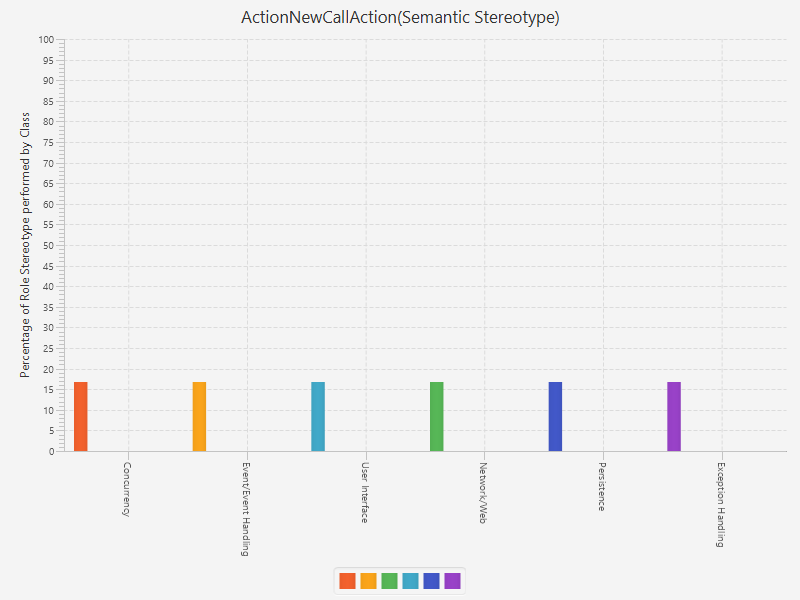 ActionNewCallAction(Semantic Stereotype)
Percentage of Role Stereotype performed by Class
100
95
90
85
80
75
70
65
60
55
50
45
40
35
30
25
20
15
10
5
0
Concurrency
Event/Event Handling
User Interface
Network/Web
Persistence
Exception Handling